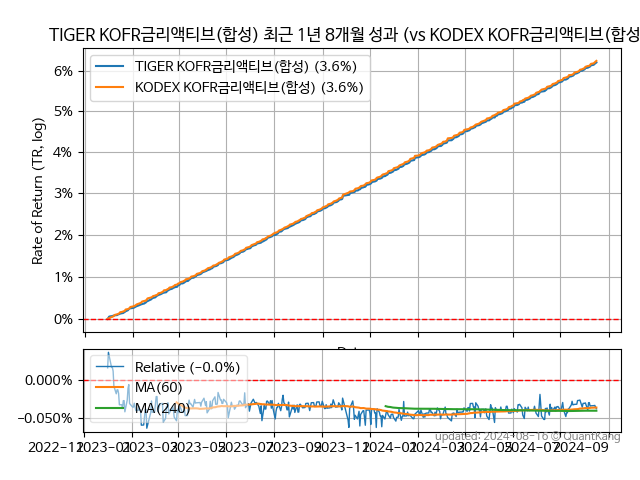 TIGER KOFR금리액티브(합성) 최근 1년 8개월 성과 (vs KODEX KOFR금리액티브(합성
TIGER KOFR금리액티브(합성) (3.6%)
KODEX KOFR금리액티브(합성) (3.6%)
Rate of Return (TR, log)
6%
5%
4%
3%
2%
1%
0%
Relative (-0.0%)
MA(60)
MA(240)
0.000%
-0.050%
updated: 2024-08-16 © QuantKang
2022-11 2023-01 2023-03 2023-05 2023-07 2023-09 2023-11 2024-01 2024-03 2024-05 2024-07 2024-09